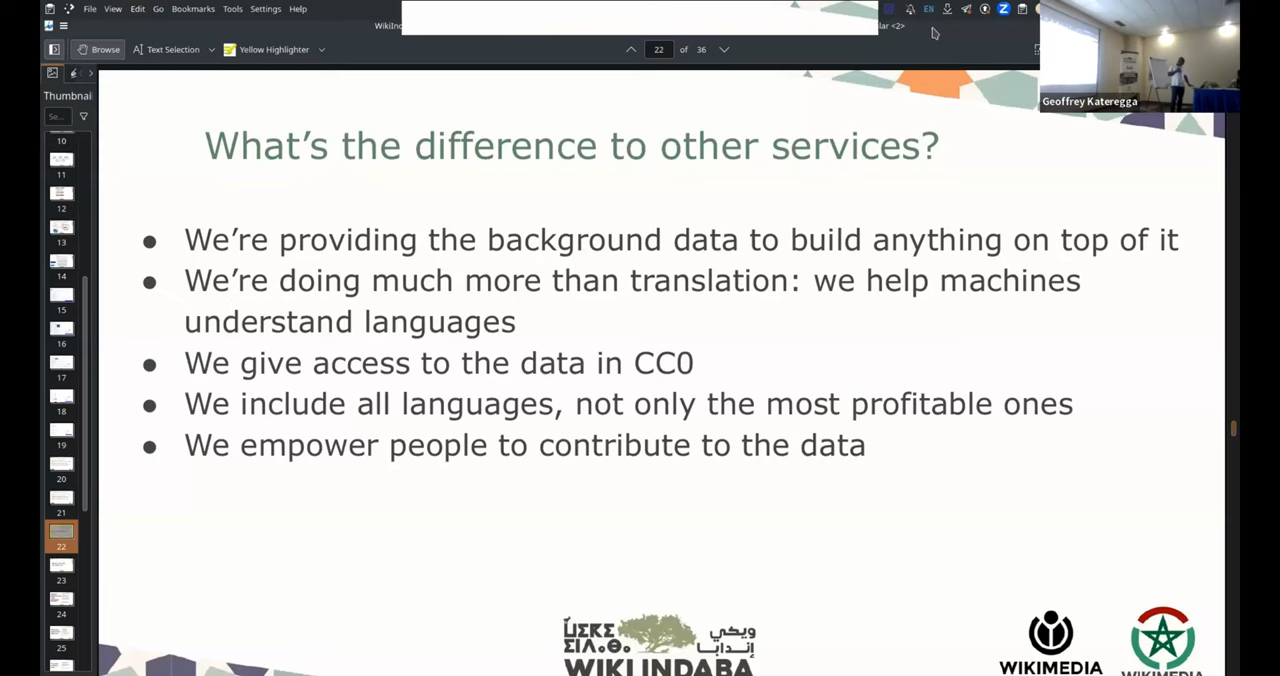 File Edit View Go Bookmarks Tools Settings Help
EN
Browse Text Selection Yellow Highlighter
22 of 36
Thumbnai
Se...
10
11
12
13
14
15
16
17
18
19
20
21
22
23
24
25
Geoffrey Kateregga
What's the difference to other services?
● We're providing the background data to build anything on top of it
● We're doing much more than translation: we help machines
understand languages
● We give access to the data in CC0
● We include all languages, not only the most profitable ones
● We empower people to contribute to the data
ويكي
إندابا
WIKI INDABA
WIKIMEDIA
WIKIMEDIA